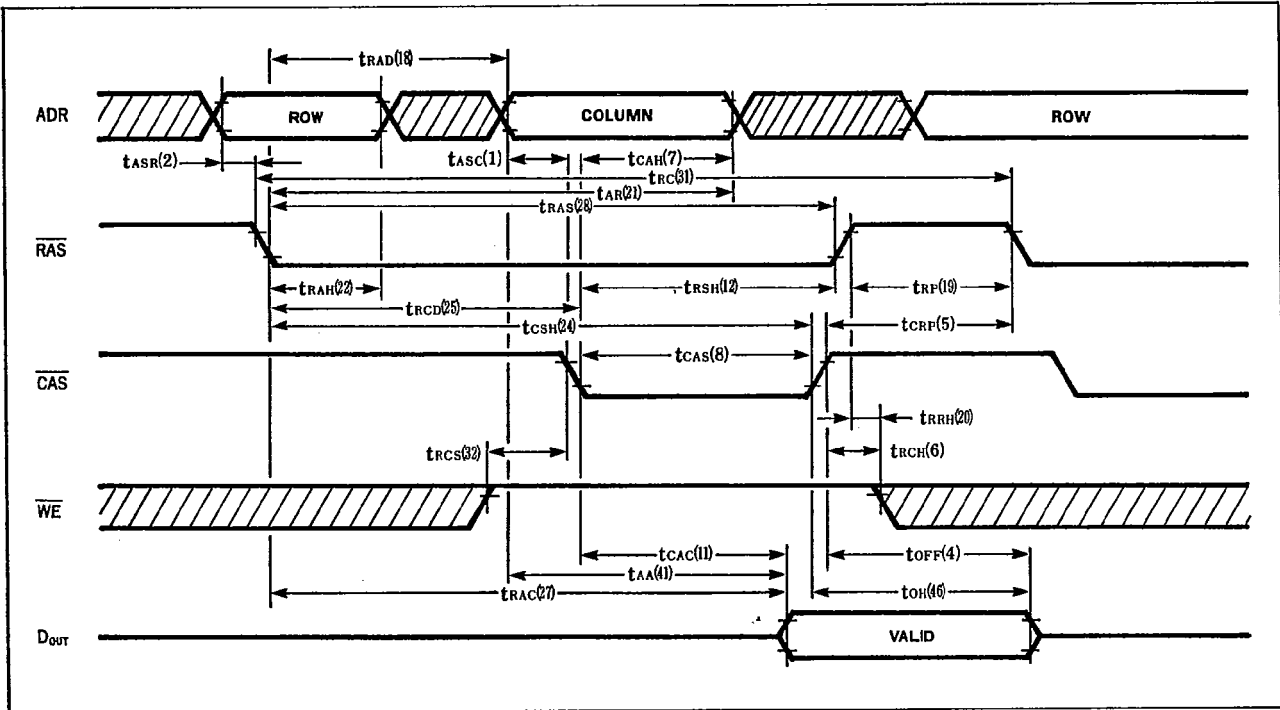 tRAD(18)
ADR
ROW
COLUMN
ROW
tASR(2)
tASC(1)
tCAH(7)
tRC(31)
tAR(21)
tRAS(28)
RAS
tRAH(22)
tRSH(12)
tRP(19)
tRCD(25)
tCSH(24)
tCRP(5)
CAS
tCAS(8)
tRRH(20)
tRCS(32)
tRCH(6)
WE
tCAC(11)
tOFF(4)
tAA(41)
tRAC(27)
tOH(46)
DOUT
VALID